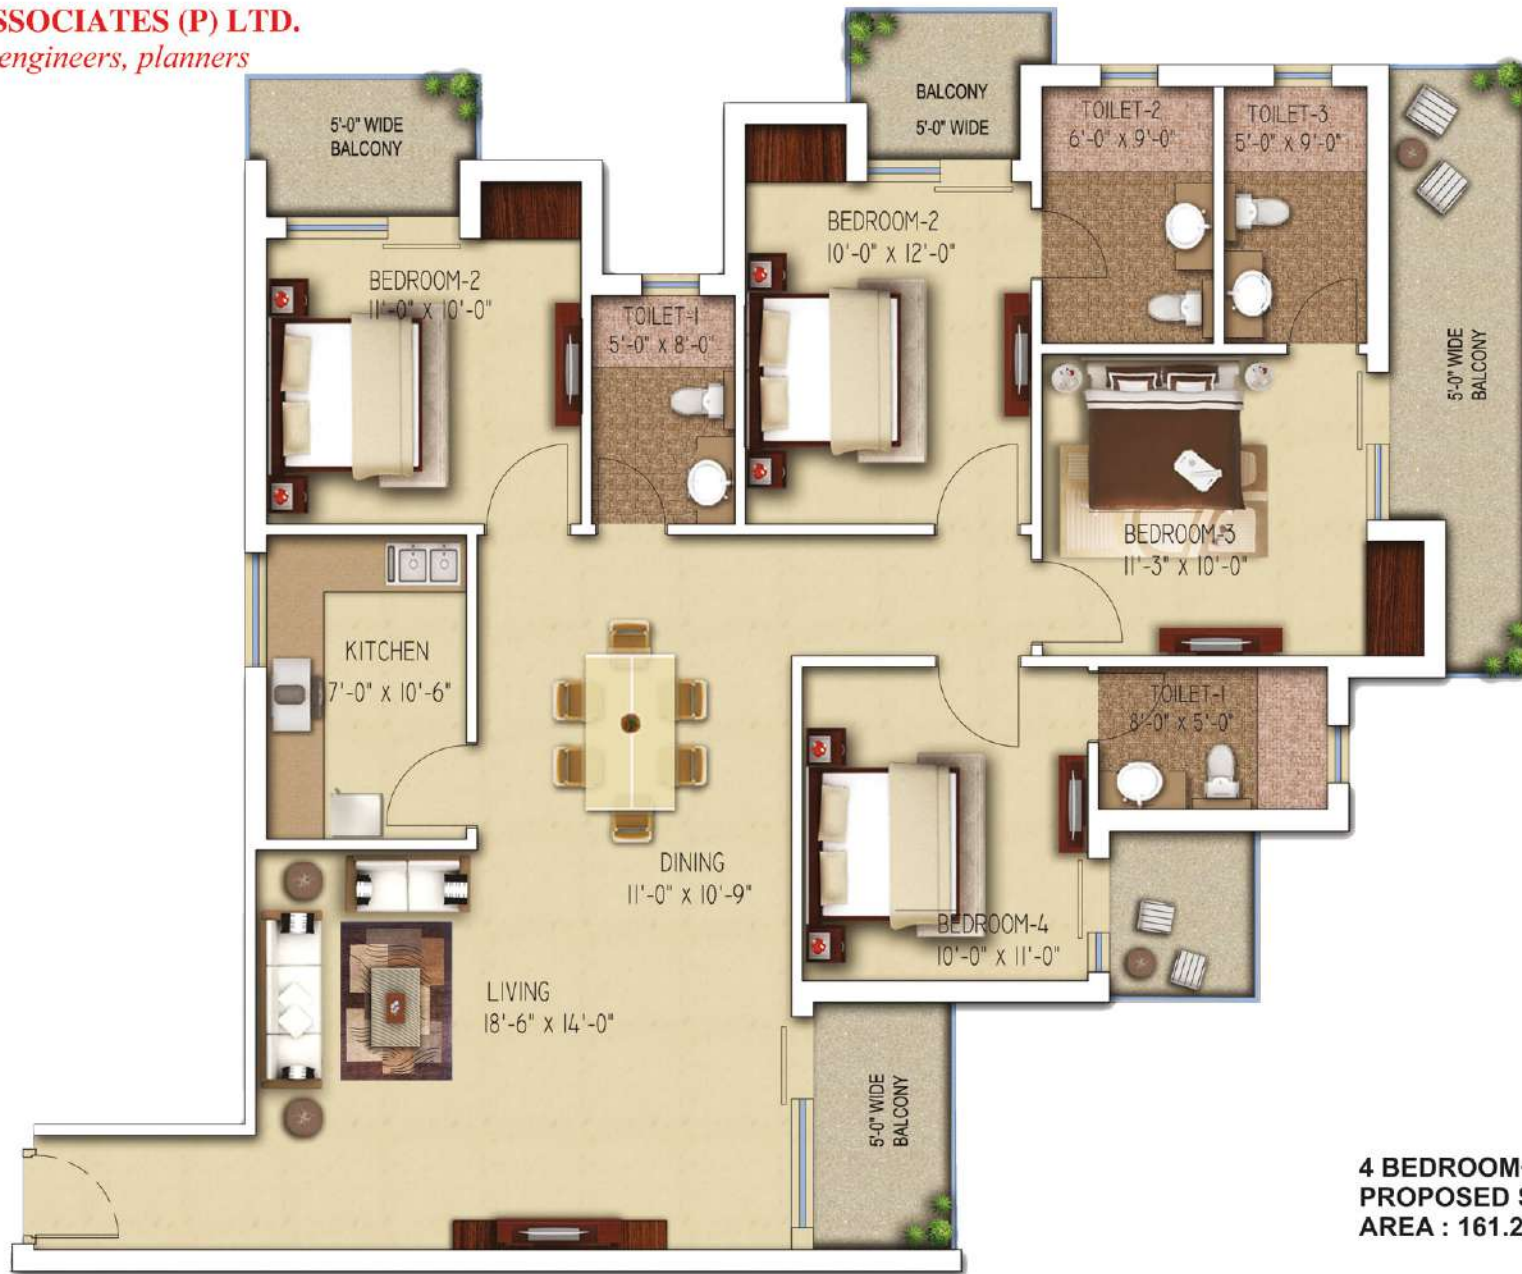 SSOCIATES (P) LTD.
engineers, planners
5'-0" WIDE
BALCONY
BALCONY
5'-0" WIDE
TOILET-2
6'-0" x 9'-0"
TOILET-3
5'-0" x 9'-0"
BEDROOM-2
11'-0" x 10'-0"
TOILET-1
5'-0" x 8'-0"
BEDROOM-2
10'-0" x 12'-0"
5'-0" WIDE
BALCONY
BEDROOM-3
11'-3" x 10'-0"
KITCHEN
7'-0" x 10'-6"
TOILET-1
8'-0" x 5'-0"
DINING
11'-0" x 10'-9"
BEDROOM-4
10'-0" x 11'-0"
LIVING
18'-6" x 14'-0"
5'-0" WIDE
BALCONY
4 BEDROOM
PROPOSED
AREA : 161.2